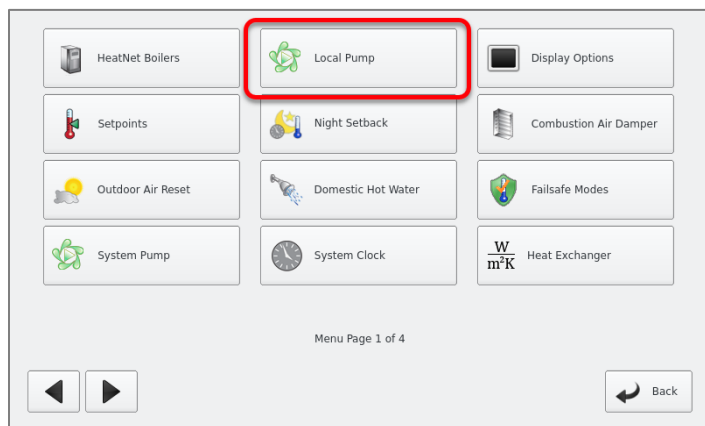 HeatNet Boilers
Local Pump
Display Options
Setpoints
Night Setback
Combustion Air Damper
Outdoor Air Reset
Domestic Hot Water
Failsafe Modes
System Pump
System Clock
W
m²K
Heat Exchanger
Menu Page 1 of 4
Back